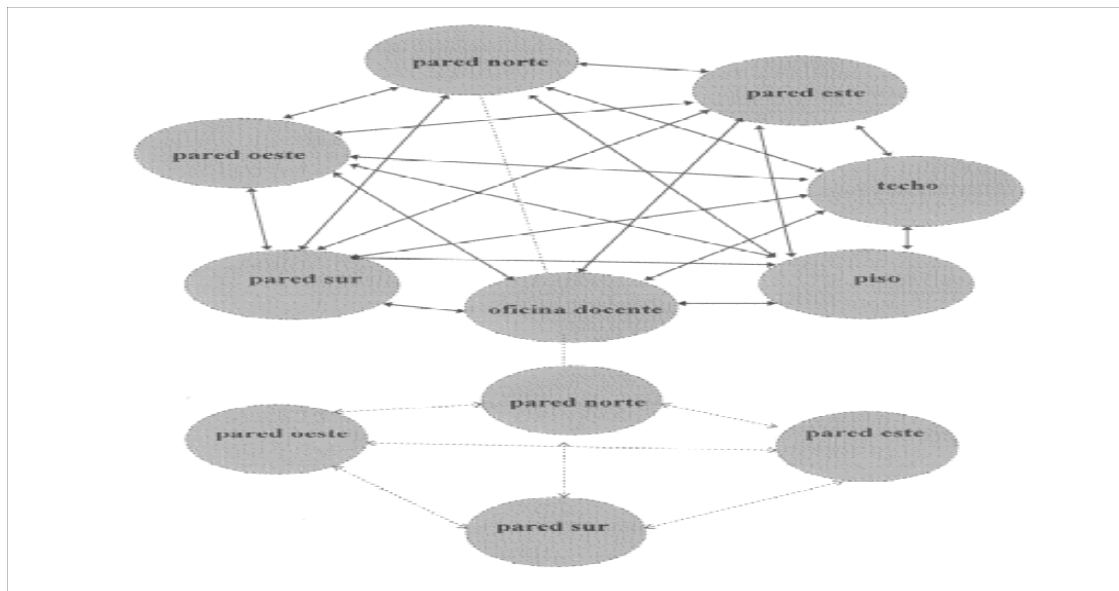 pared norte
pared este
pared oeste
techo
pared sur
piso
oficina docente
pared norte
pared oeste
pared este
pared sur